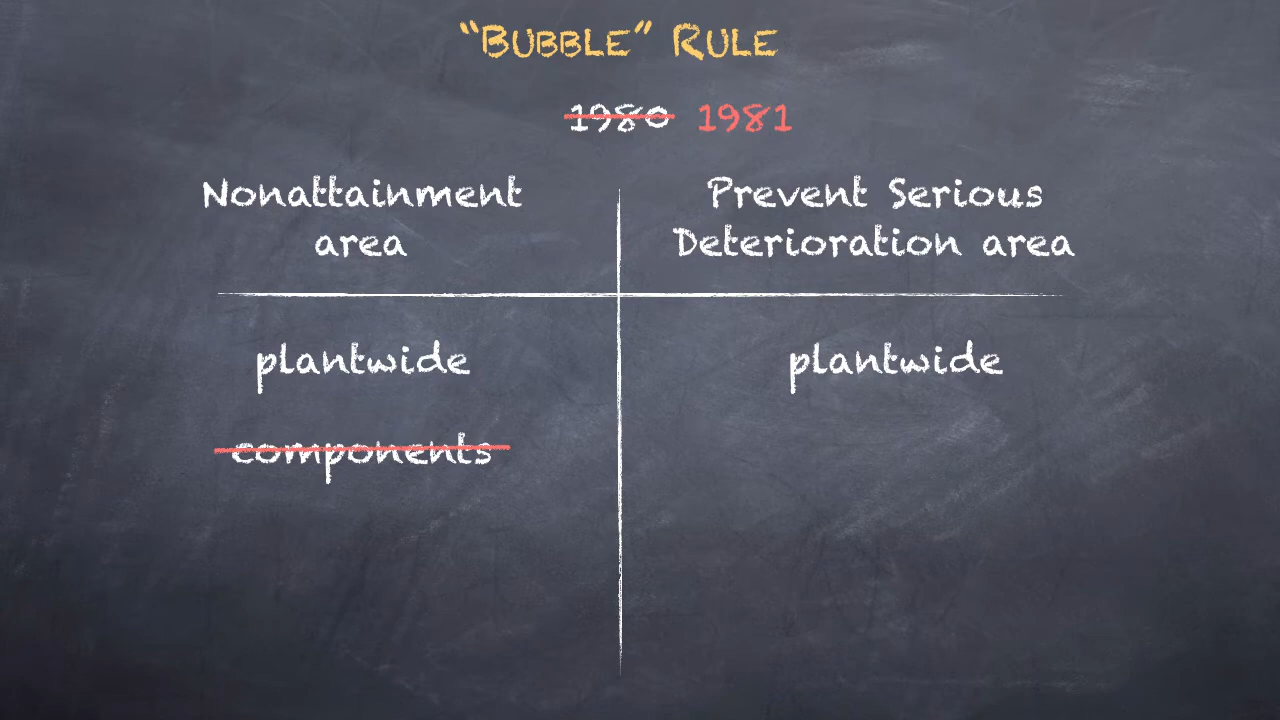 “BUBBLE” RULE
1980 1981
Nonattainment
area
Prevent Serious
Deterioration area
plantwide
plantwide
components